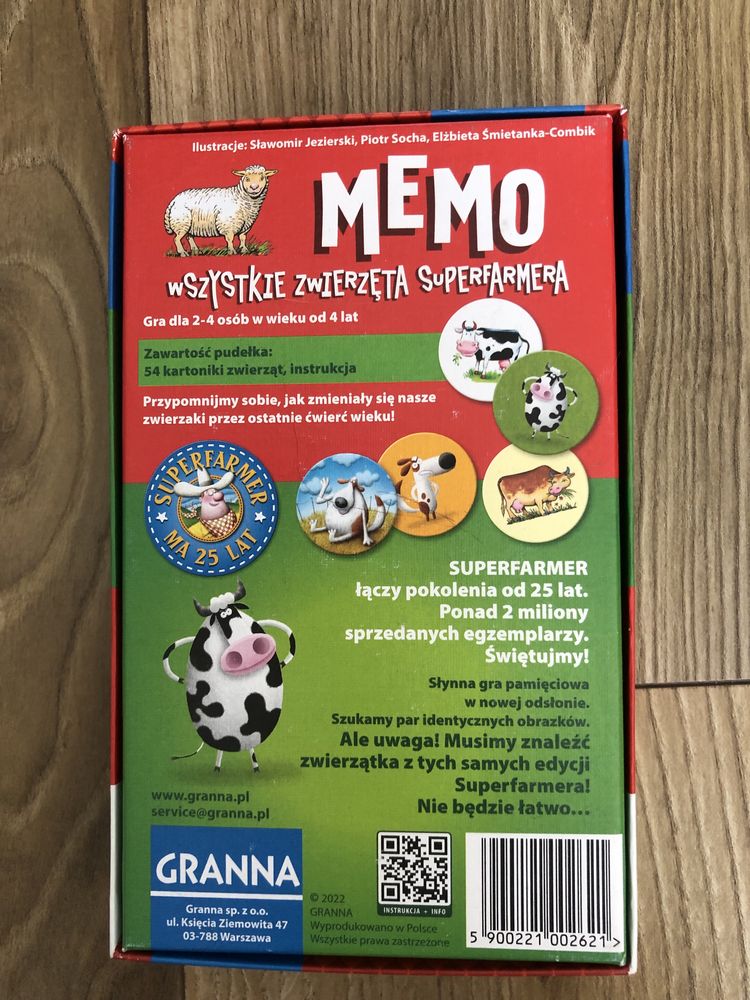 Ilustracje: Sławomir Jezierski, Piotr Socha, Elżbieta Śmietanka-Combik
MEMO
WSZYSTKIE ZWIERZĘTA SUPERFARMERA
Gra dla 2-4 osób w wieku od 4 lat
Zawartość pudełka:
54 kartoniki zwierząt, instrukcja
Przypomnijmy sobie, jak zmieniały się nasze
zwierzaki przez ostatnie ćwierć wieku!
SUPERFARMER
MA 25 LAT
SUPERFARMER
łączy pokolenia od 25 lat.
Ponad 2 miliony
sprzedanych egzemplarzy.
Świętujmy!
Słynna gra pamięciowa
w nowej odsłonie.
Szukamy par identycznych obrazków.
Ale uwaga! Musimy znaleźć
zwierzątka z tych samych edycji
Superfarmera!
Nie będzie łatwo...
www.granna.pl
service@granna.pl
GRANNA
Granna sp. z o.o.
ul. Księcia Ziemowita 47
03-788 Warszawa
INSTRUKCJA + INFO
© 2022
GRANNA
Wyprodukowano w Polsce
Wszystkie prawa zastrzeżone
5 900221 002621 >